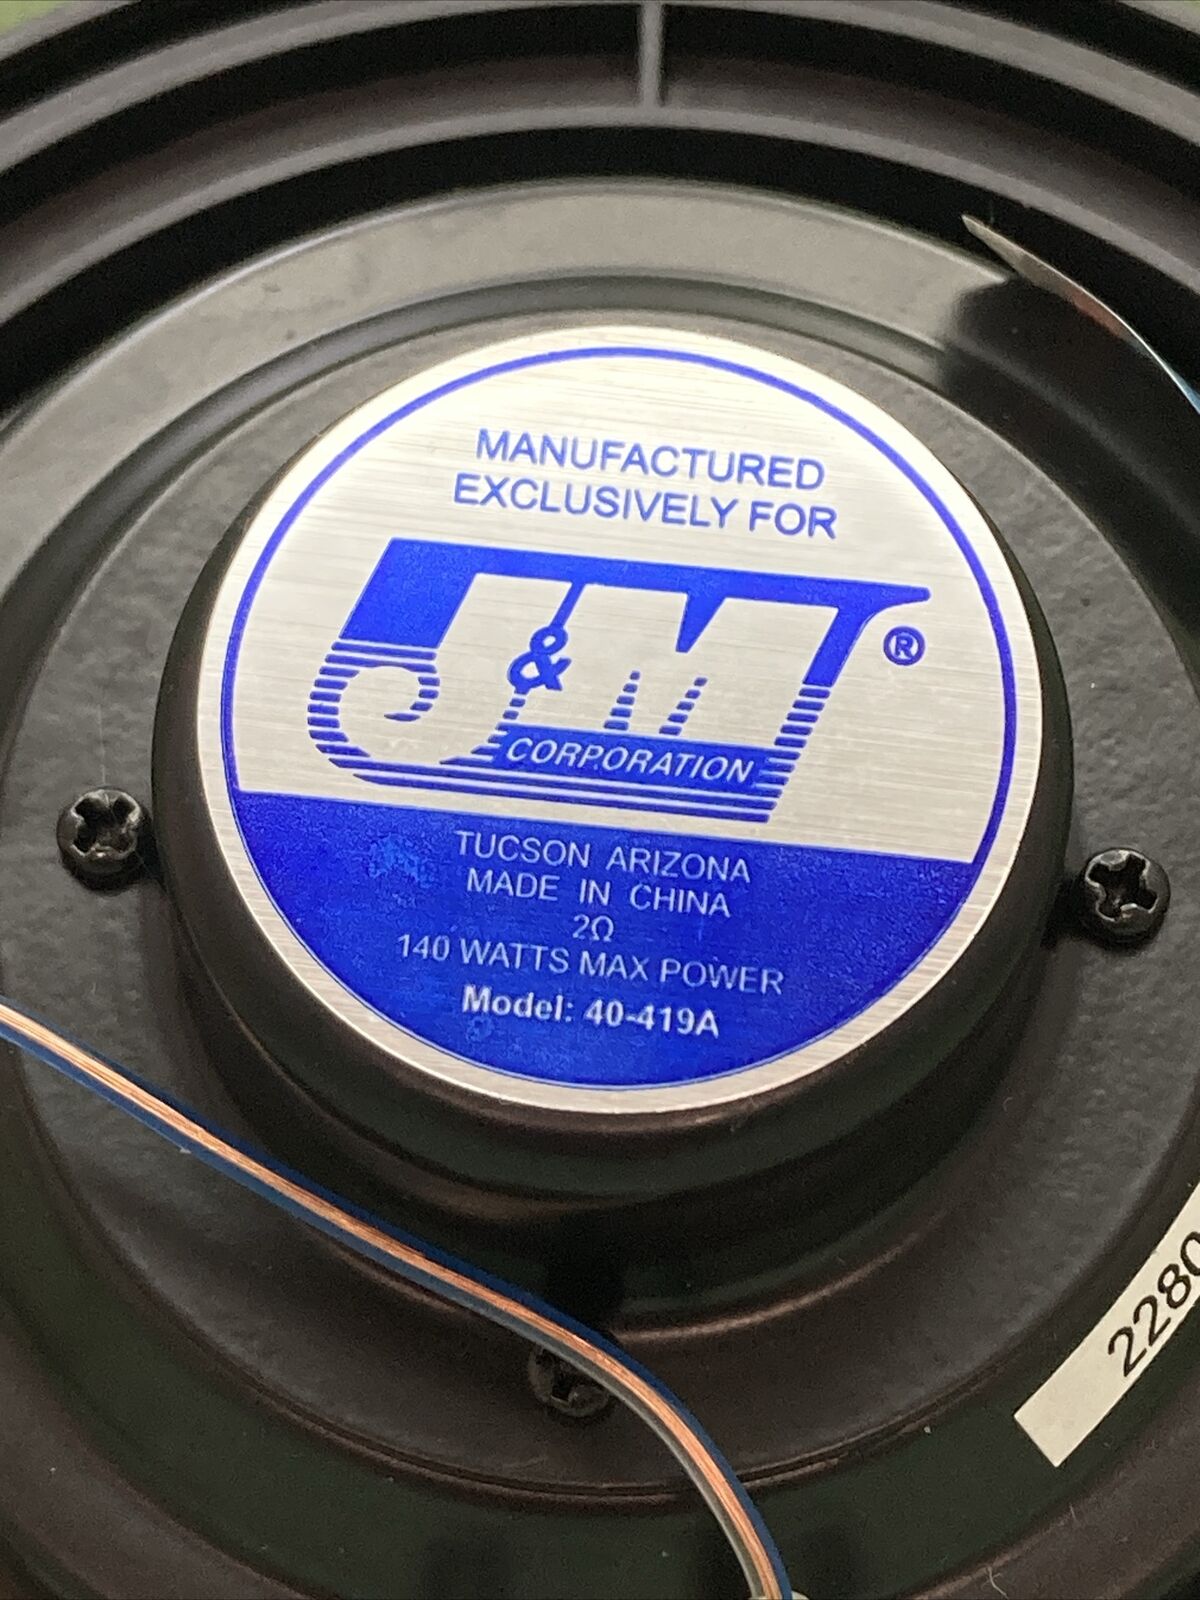 MANUFACTURED
EXCLUSIVELY FOR
J&M ®
CORPORATION
TUCSON ARIZONA
MADE IN CHINA
2Ω
140 WATTS MAX POWER
Model: 40-419A
2280